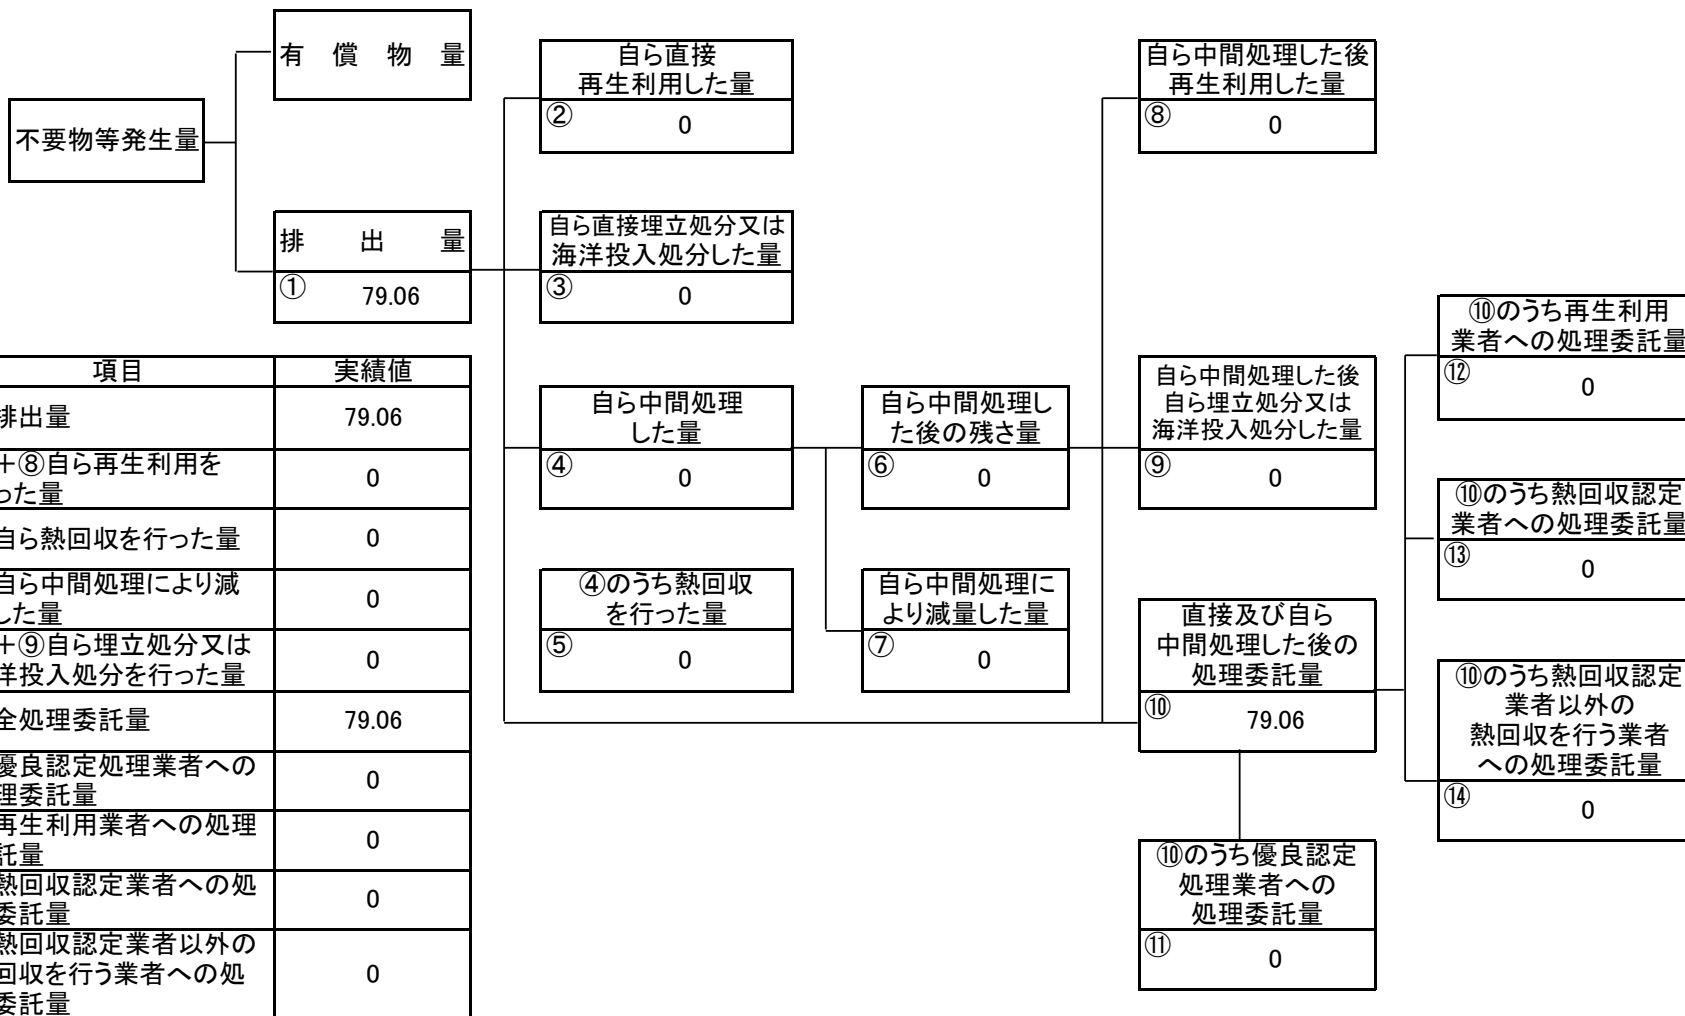 有償物量
不要物等発生量
排出量
① 79.06
自ら直接
再生利用した量
② 0
自ら直接埋立処分又は
海洋投入処分した量
③ 0
自ら中間処理
した量
④ 0
④のうち熱回収
を行った量
⑤ 0
自ら中間処理し
た後の残さ量
⑥ 0
自ら中間処理に
より減量した量
⑦ 0
自ら中間処理した後
再生利用した量
⑧ 0
自ら中間処理した後
自ら埋立処分又は
海洋投入処分した量
⑨ 0
直接及び自ら
中間処理した後の
処理委託量
⑩ 79.06
⑩のうち優良認定
処理業者への
処理委託量
⑪ 0
⑩のうち再生利用
業者への処理委託量
⑫ 0
⑩のうち熱回収認定
業者への処理委託量
⑬ 0
⑩のうち熱回収認定
業者以外の
熱回収を行う業者
への処理委託量
⑭ 0
項目 実績値
排出量 79.06
+⑧自ら再生利用を
った量 0
自ら熱回収を行った量 0
自ら中間処理により減
した量 0
+⑨自ら埋立処分又は
洋投入処分を行った量 0
全処理委託量 79.06
優良認定処理業者への
理委託量 0
再生利用業者への処理
託量 0
熱回収認定業者への処
委託量 0
熱回収認定業者以外の
回収を行う業者への処
委託量 0